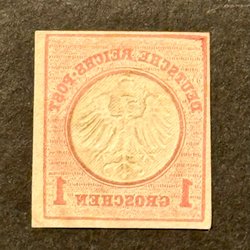 DEUTSCHE REICHS-POST
1 GROSCHEN 1